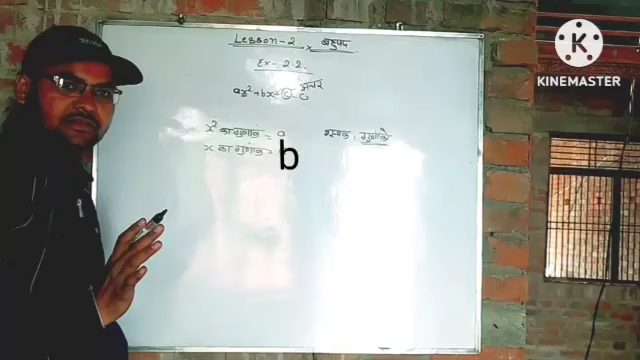 Lesson-2 बहुपद
Ex-2.2.
ax²+bx+c=0 अचर
x² का गुणांक = a
x का गुणांक = b
गुणांक
KINEMASTER